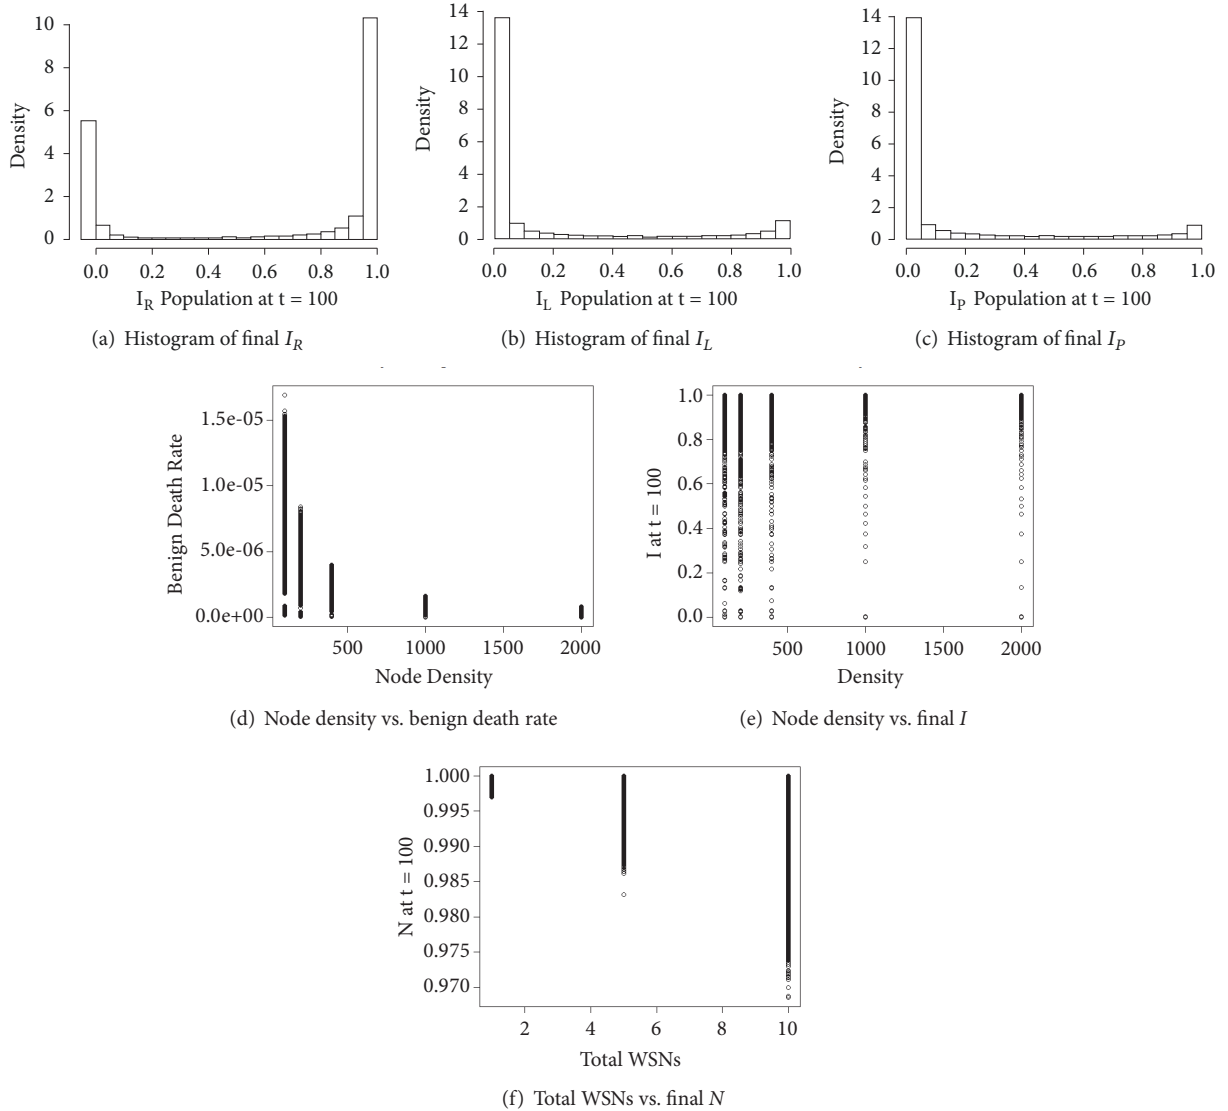 10
8
6
4
2
0
Density
0.0 0.2 0.4 0.6 0.8 1.0
I_R Population at t = 100
(a) Histogram of final I_R
14
12
10
8
6
4
2
0
Density
0.0 0.2 0.4 0.6 0.8 1.0
I_L Population at t = 100
(b) Histogram of final I_L
14
12
10
8
6
4
2
0
Density
0.0 0.2 0.4 0.6 0.8 1.0
I_P Population at t = 100
(c) Histogram of final I_P
1.5e-05
1.0e-05
5.0e-06
0.0e+00
Benign Death Rate
500 1000 1500 2000
Node Density
(d) Node density vs. benign death rate
1.0
0.8
0.6
0.4
0.2
0.0
I at t = 100
500 1000 1500 2000
Density
(e) Node density vs. final I
1.000
0.995
0.990
0.985
0.980
0.975
0.970
N at t = 100
2 4 6 8 10
Total WSNs
(f) Total WSNs vs. final N